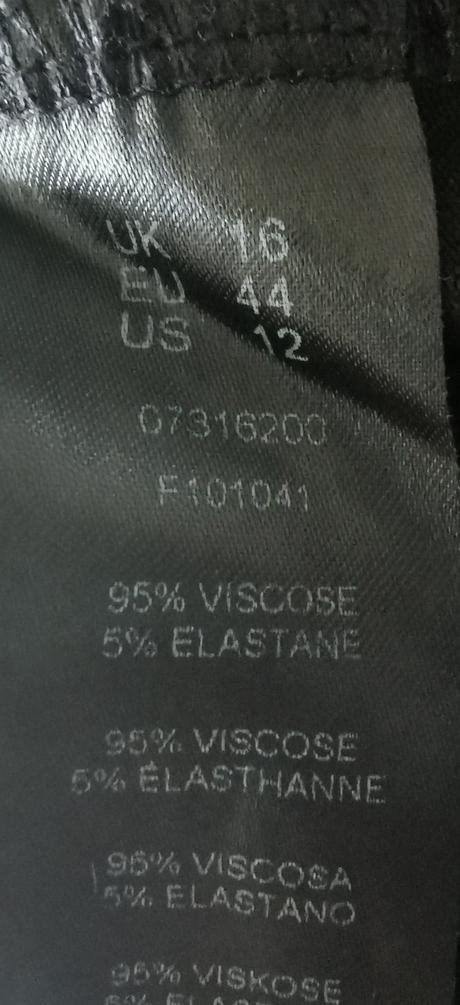 UK 16
EU 44
US 12
07316200
F101041
95% VISCOSE
5% ELASTANE
95% VISCOSE
5% ÉLASTHANNE
95% VISCOSA
5% ELASTANO
95% VISKOSE
5%